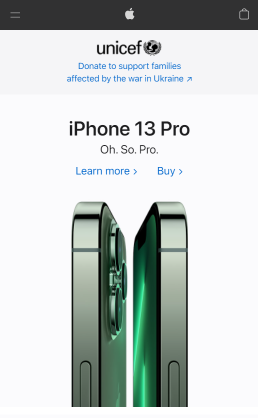 unicef
Donate to support families
affected by the war in Ukraine ↗
iPhone 13 Pro
Oh. So. Pro.
Learn more > Buy >